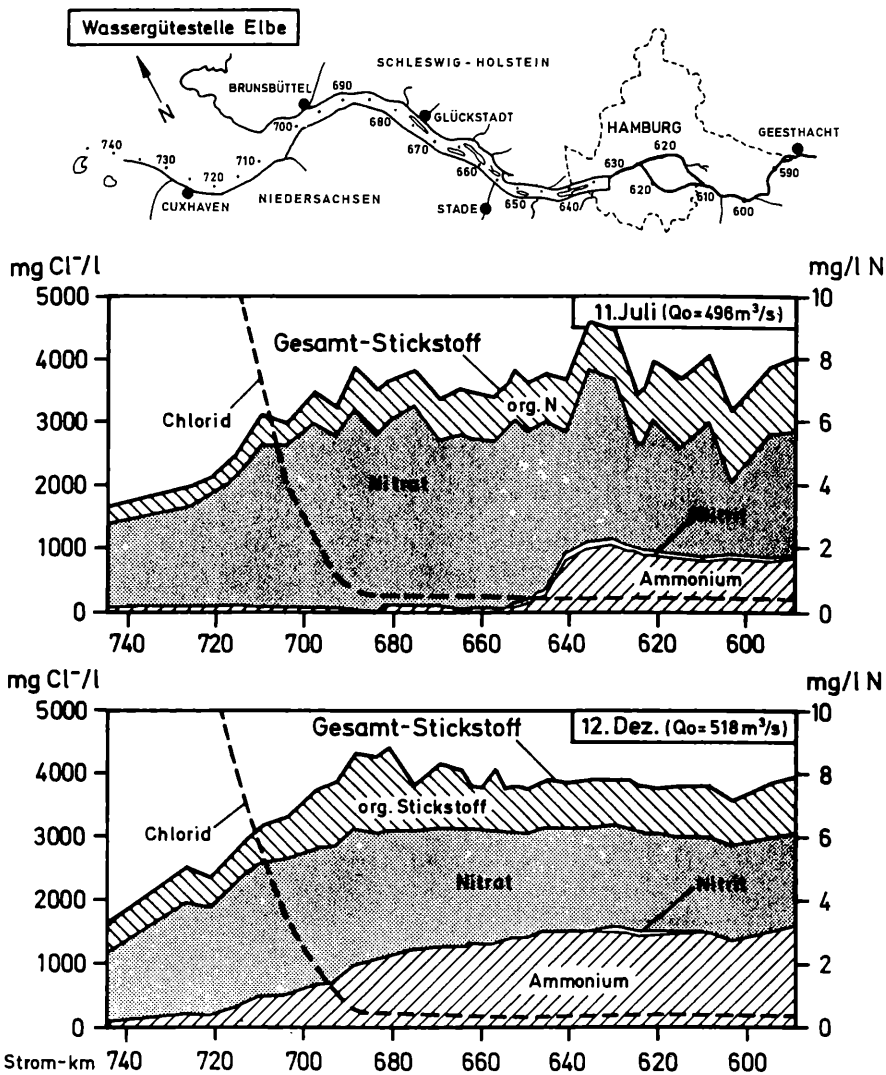 Wassergütestelle Elbe
N
SCHLESWIG-HOLSTEIN
BRUNSBÜTTEL
690
GLÜCKSTADT
HAMBURG
GEESTHACHT
740
730
720
710
700
680
670
660
650
640
630
620
620
610
600
590
CUXHAVEN
NIEDERSACHSEN
STADE
mg Cl⁻/l
mg/l N
11. Juli (Qo=496m³/s)
Gesamt-Stickstoff
Chlorid
org. N
Nitrat
Nitrit
Ammonium
5000
4000
3000
2000
1000
0
10
8
6
4
2
0
740 720 700 680 660 640 620 600
mg Cl⁻/l
mg/l N
12. Dez. (Qo=518m³/s)
Gesamt-Stickstoff
Chlorid
org. Stickstoff
Nitrat
Nitrit
Ammonium
5000
4000
3000
2000
1000
0
10
8
6
4
2
0
Strom-km 740 720 700 680 660 640 620 600